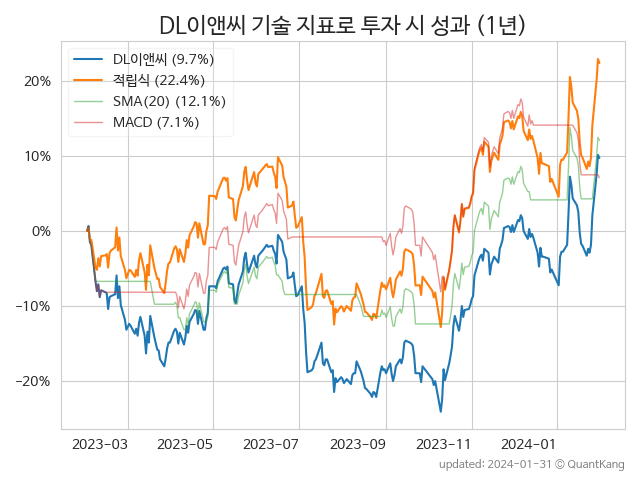 DL이앤씨 기술 지표로 투자 시 성과 (1년)
DL이앤씨 (9.7%)
적립식 (22.4%)
SMA(20) (12.1%)
MACD (7.1%)
20%
10%
0%
−10%
−20%
2023-03 2023-05 2023-07 2023-09 2023-11 2024-01
updated: 2024-01-31 © QuantKang